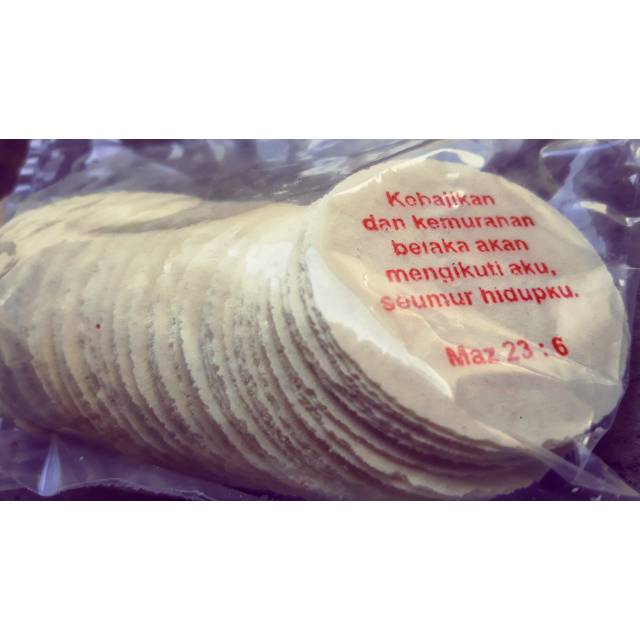 Kebajikan
dan kemurahan
belaka akan
mengikuti aku,
seumur hidupku.
Maz 23 : 6